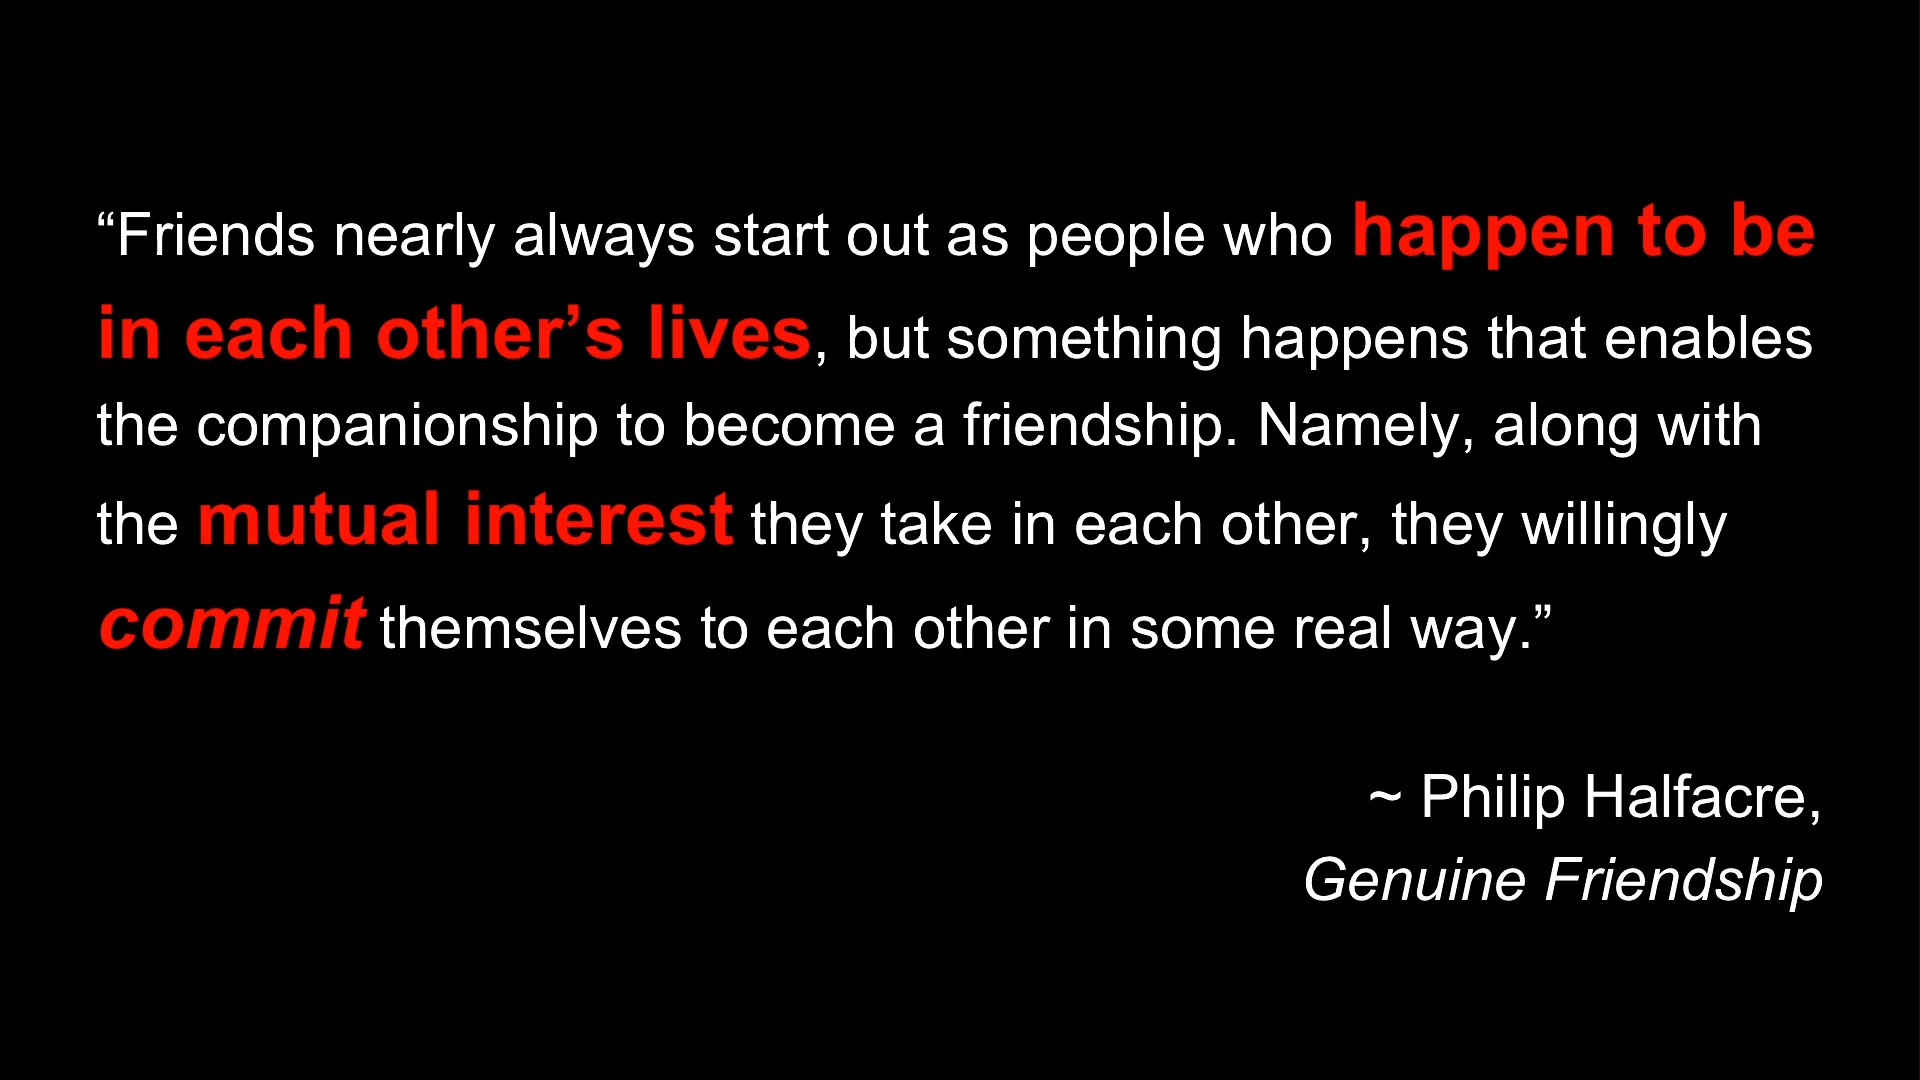 “Friends nearly always start out as people who happen to be
in each other’s lives, but something happens that enables
the companionship to become a friendship. Namely, along with
the mutual interest they take in each other, they willingly
commit themselves to each other in some real way.”
~ Philip Halfacre,
Genuine Friendship